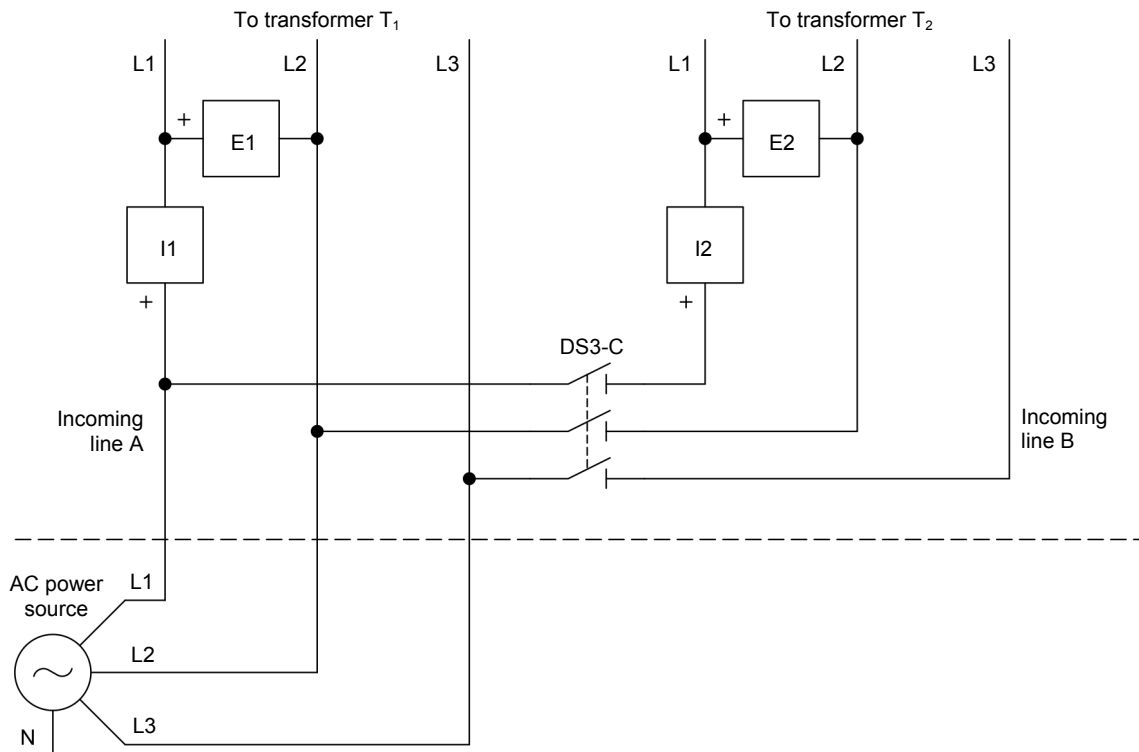 To transformer T₁
To transformer T₂
L1
L2
L3
L1
L2
L3
+
E1
+
E2
I1
I2
+
+
DS3-C
Incoming
line A
Incoming
line B
AC power
source
L1
L2
L3
N